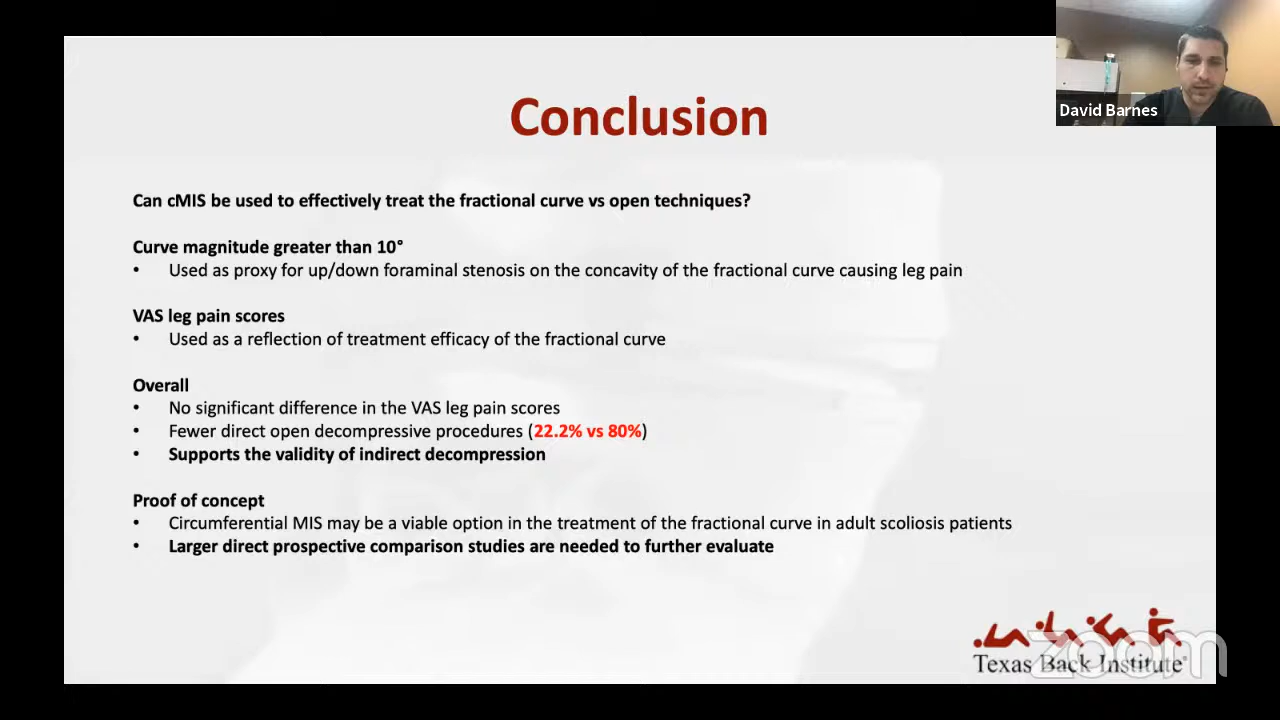 David Barnes
Conclusion
Can cMIS be used to effectively treat the fractional curve vs open techniques?
Curve magnitude greater than 10°
• Used as proxy for up/down foraminal stenosis on the concavity of the fractional curve causing leg pain
VAS leg pain scores
• Used as a reflection of treatment efficacy of the fractional curve
Overall
• No significant difference in the VAS leg pain scores
• Fewer direct open decompressive procedures (22.2% vs 80%)
• Supports the validity of indirect decompression
Proof of concept
• Circumferential MIS may be a viable option in the treatment of the fractional curve in adult scoliosis patients
• Larger direct prospective comparison studies are needed to further evaluate
zoom
Texas Back Institute®